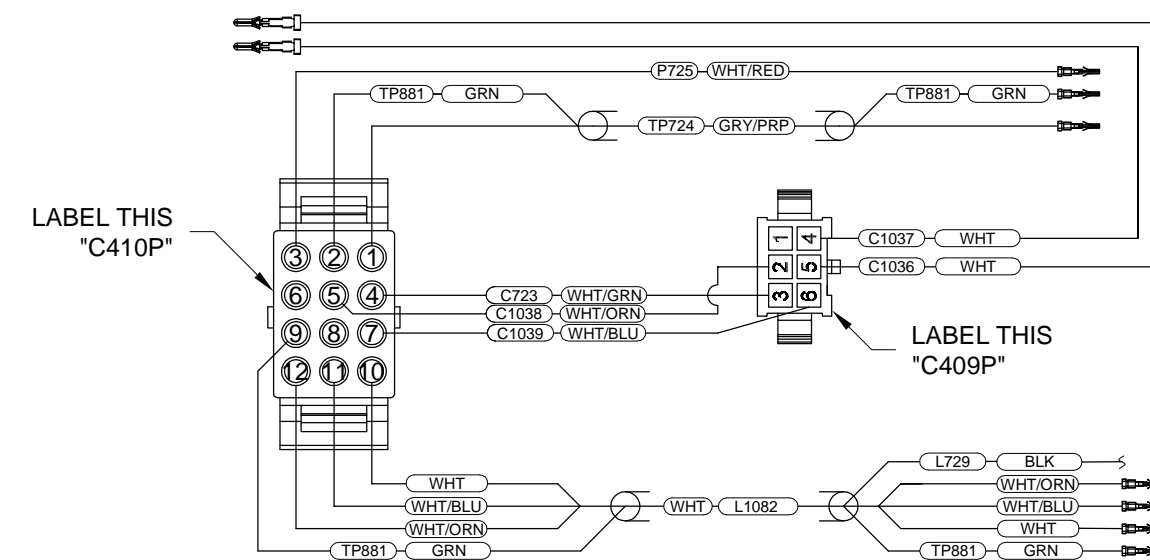 P725 WHT/RED
TP881 GRN TP881 GRN
TP724 GRY/PRP
LABEL THIS
"C410P"
3 2 1
6 5 4
9 8 7
12 11 10
1 4
2 5
3 6
C1037 WHT
C1036 WHT
C723 WHT/GRN
C1038 WHT/ORN
C1039 WHT/BLU
LABEL THIS
"C409P"
L729 BLK
WHT WHT/ORN
WHT/BLU WHT L1082 WHT/BLU
WHT/ORN WHT
TP881 GRN TP881 GRN